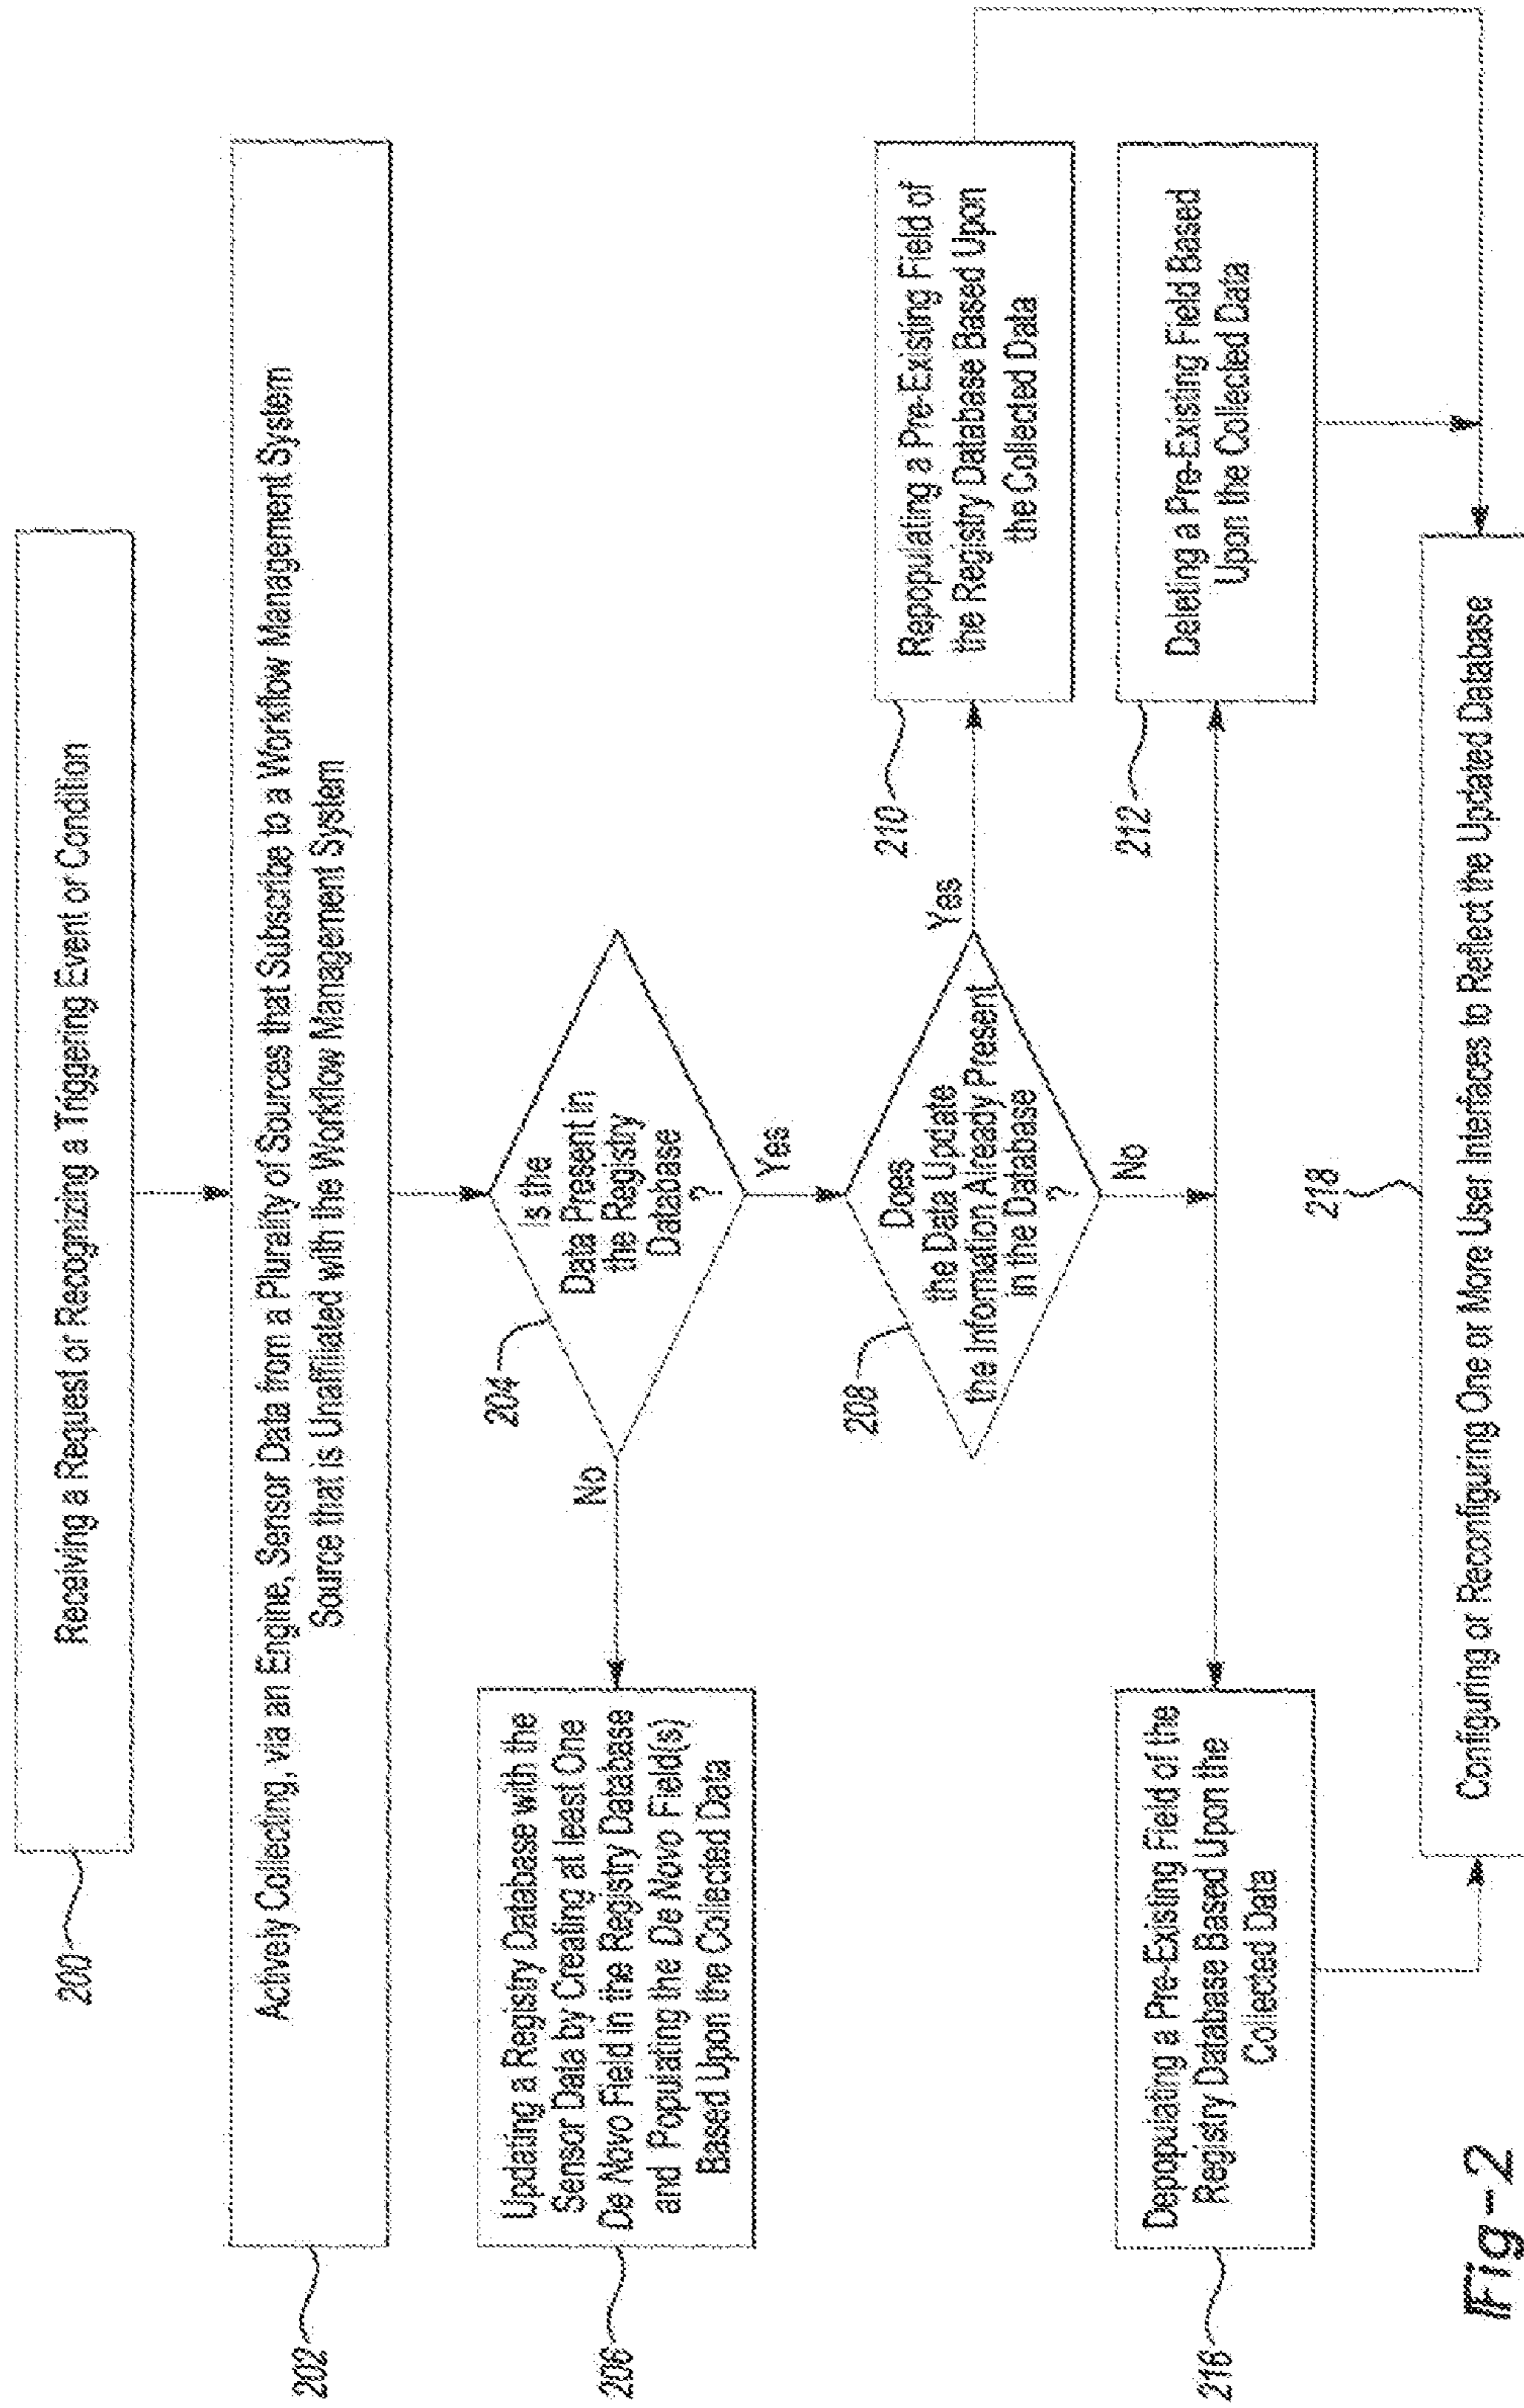 Receiving a Request or Recognizing a Triggering Event or Condition
200
Actively Collecting, via an Engine, Sensor Data from a Plurality of Sources that Subscribe to a Workflow Management System
Source that is Unaffiliated with the Workflow Management System
202
Is the
Data Present in
the Registry
Database
?
204
No
Yes
Updating a Registry Database with the
Sensor Data by Creating at least One
De Novo Field in the Registry Database
and Populating the De Novo Field(s)
Based Upon the Collected Data
206
Does
the Data Update
the Information Already Present
in the Database
?
208
Yes
No
Repopulating a Pre-Existing Field of
the Registry Database Based Upon
the Collected Data
210
Deleting a Pre-Existing Field Based
Upon the Collected Data
212
Depopulating a Pre-Existing Field of the
Registry Database Based Upon the
Collected Data
216
218
Configuring or Reconfiguring One or More User Interfaces to Reflect the Updated Database
Fig-2